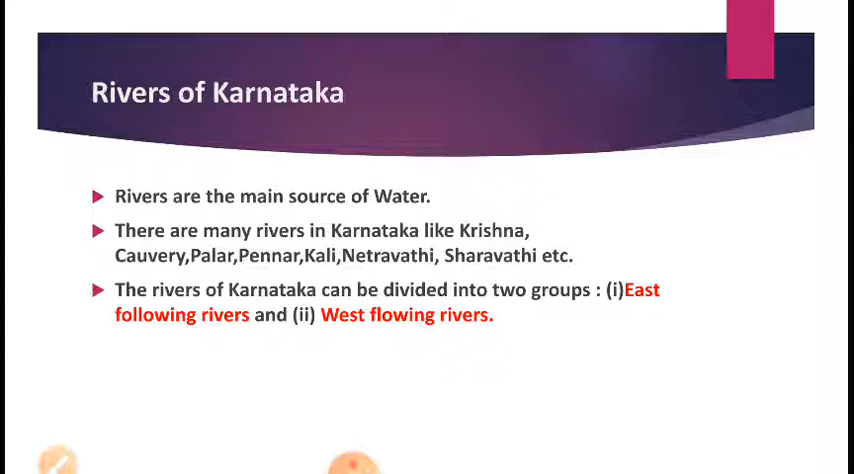 Rivers of Karnataka
Rivers are the main source of Water.
There are many rivers in Karnataka like Krishna,
Cauvery,Palar,Pennar,Kali,Netravathi, Sharavathi etc.
The rivers of Karnataka can be divided into two groups : (i)East
following rivers and (ii) West flowing rivers.